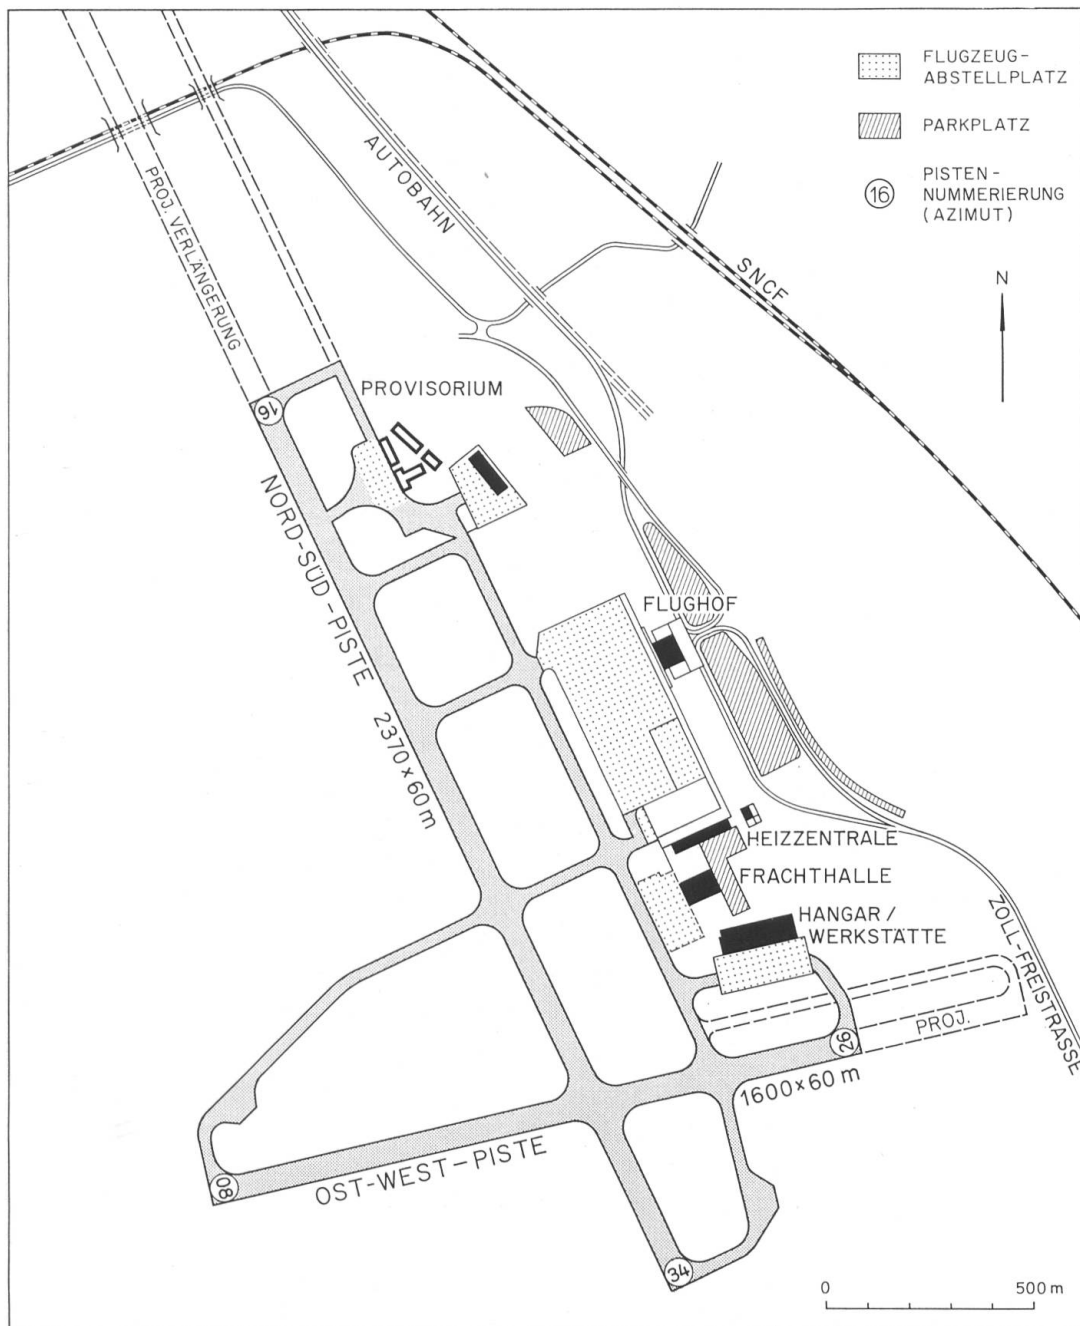 FLUGZEUG-
ABSTELLPLATZ
PARKPLATZ
16
PISTEN-
NUMMERIERUNG
(AZIMUT)
N
AUTOBAHN
SNCF
PROJ. VERLÄNGERUNG
PROVISORIUM
16
NORD-SÜD-PISTE 2370×60 m
FLUGHOF
HEIZZENTRALE
FRACHTHALLE
HANGAR/
WERKSTÄTTE
ZOLL-FREISTRASSE
PROJ.
26
1600×60 m
OST-WEST-PISTE
08
34
0 500 m